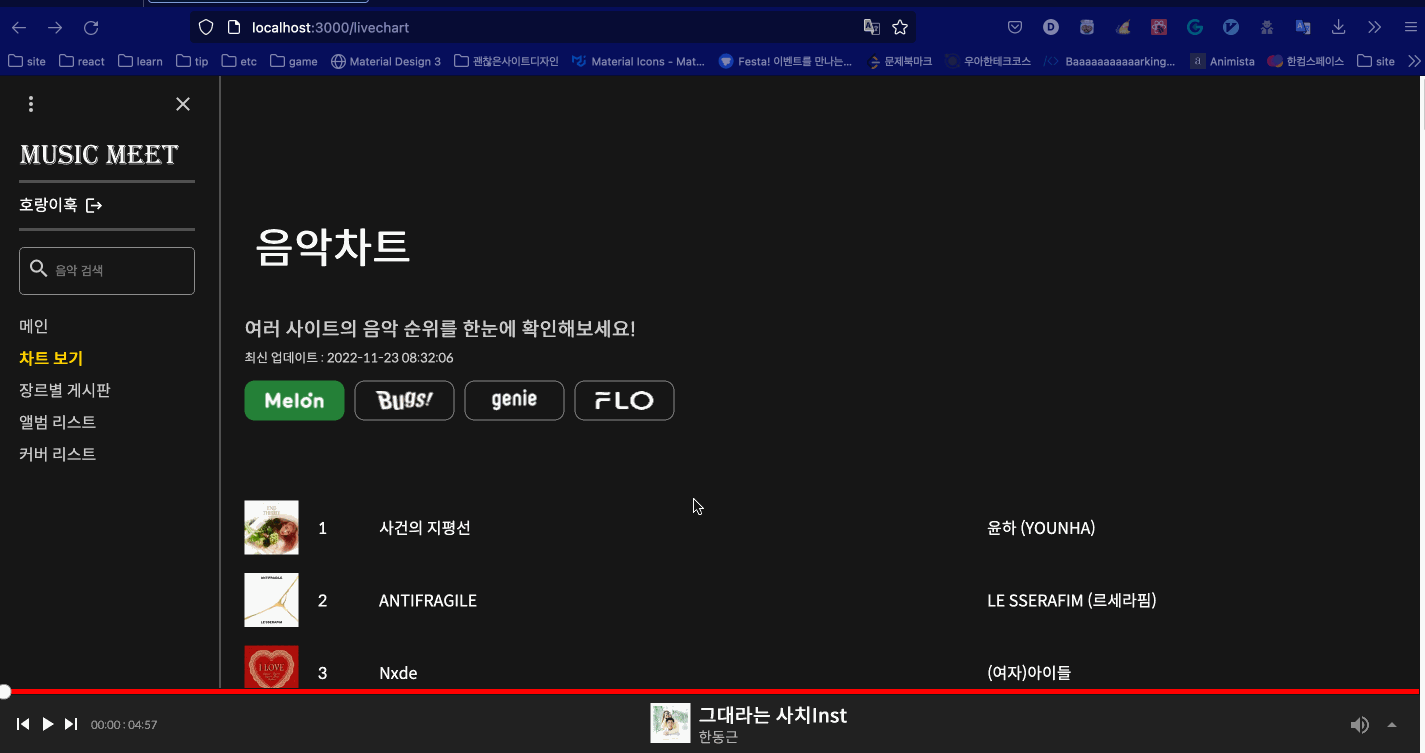 localhost:3000/livechart
site react learn tip etc game Material Design 3 괜찮은사이트디자인 Material Icons - Mat... Festa! 이벤트를 만나는... 문제북마크 우아한테크코스 Baaaaaaaaaaarking... Animista 한컴스페이스 site
MUSIC MEET
호랑이훅
음악 검색
메인
차트 보기
장르별 게시판
앨범 리스트
커버 리스트
음악차트
여러 사이트의 음악 순위를 한눈에 확인해보세요!
최신 업데이트 : 2022-11-23 08:32:06
Melon Bugs! genie FLO
1 사건의 지평선 윤하 (YOUNHA)
ANTIFRAGILE
LE SSERAFIM
2 ANTIFRAGILE LE SSERAFIM (르세라핌)
I LOVE
3 Nxde (여자)아이들
00:00 : 04:57
그대라는 사치Inst
한동근